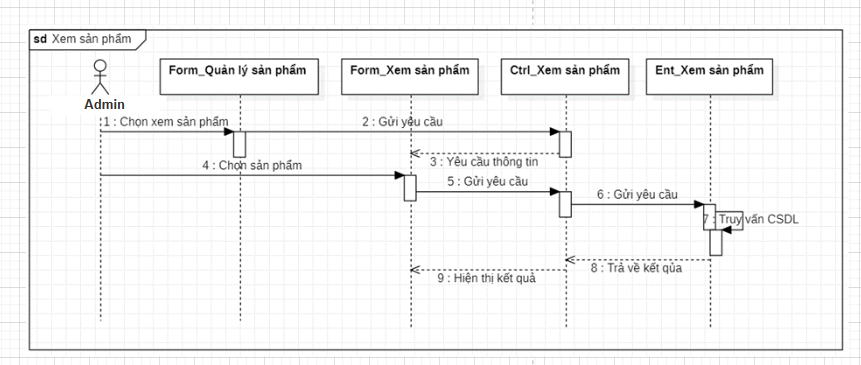 sd Xem sản phẩm
Form_Quản lý sản phẩm
Form_Xem sản phẩm
Ctrl_Xem sản phẩm
Ent_Xem sản phẩm
Admin
1 : Chọn xem sản phẩm
2 : Gửi yêu cầu
3 : Yêu cầu thông tin
4 : Chọn sản phẩm
5 : Gửi yêu cầu
6 : Gửi yêu cầu
7 : Truy vấn CSDL
8 : Trả về kết qủa
9 : Hiện thị kết quả